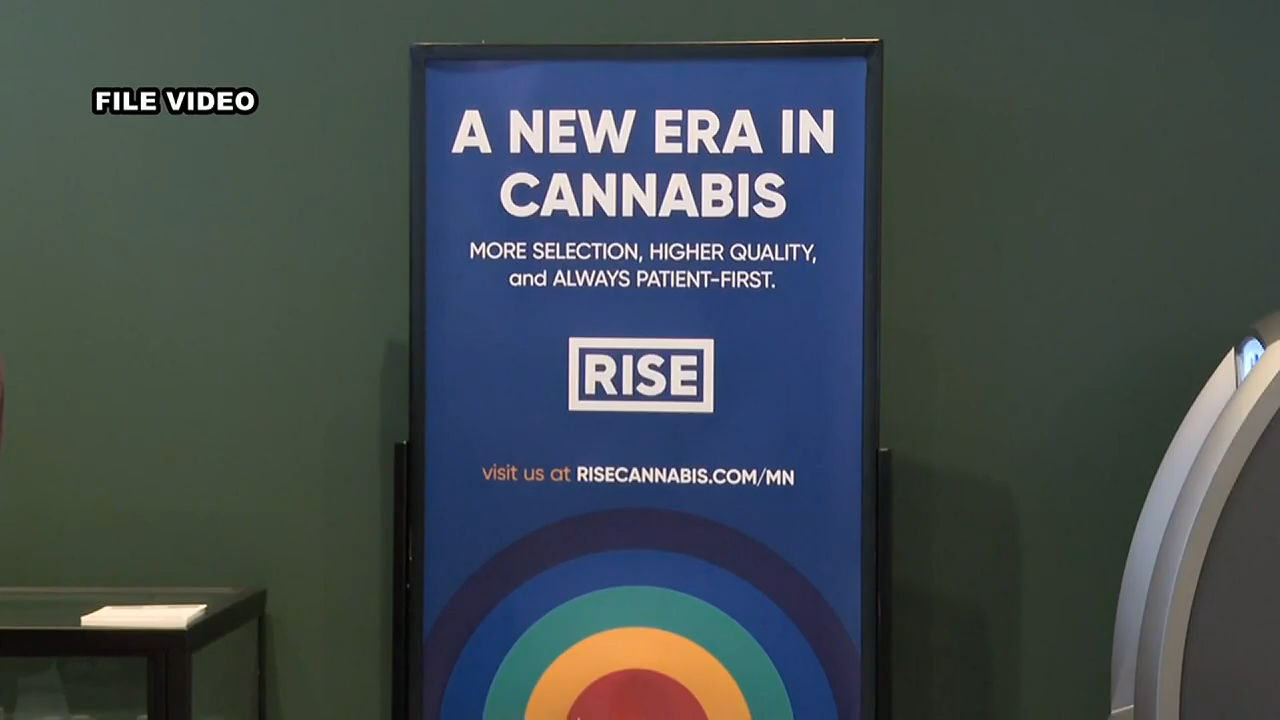 FILE VIDEO
A NEW ERA IN
CANNABIS
MORE SELECTION, HIGHER QUALITY,
and ALWAYS PATIENT-FIRST.
RISE
visit us at RISECANNABIS.COM/MN